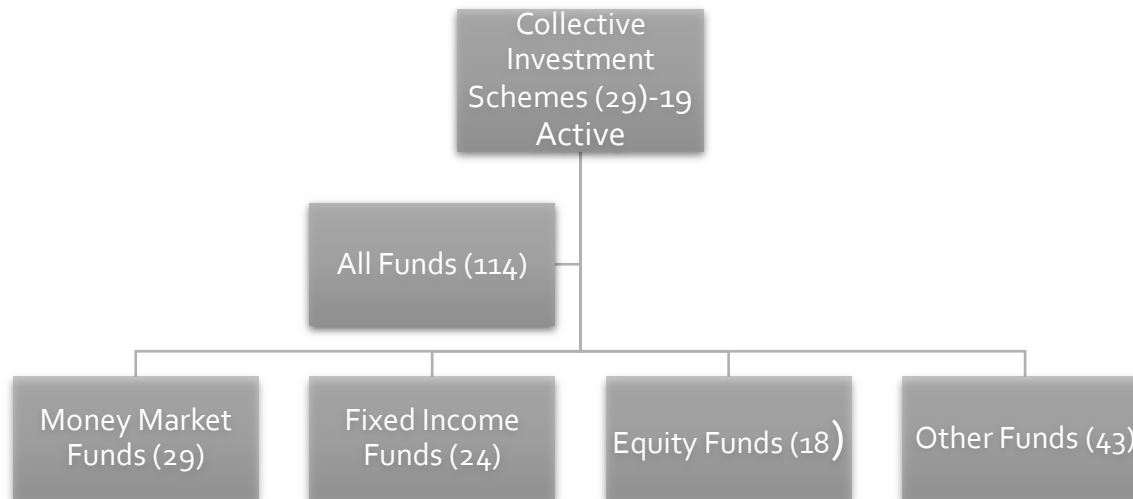 Collective
Investment
Schemes (29)-19
Active
All Funds (114)
Money Market
Funds (29)
Fixed Income
Funds (24)
Equity Funds (18)
Other Funds (43)